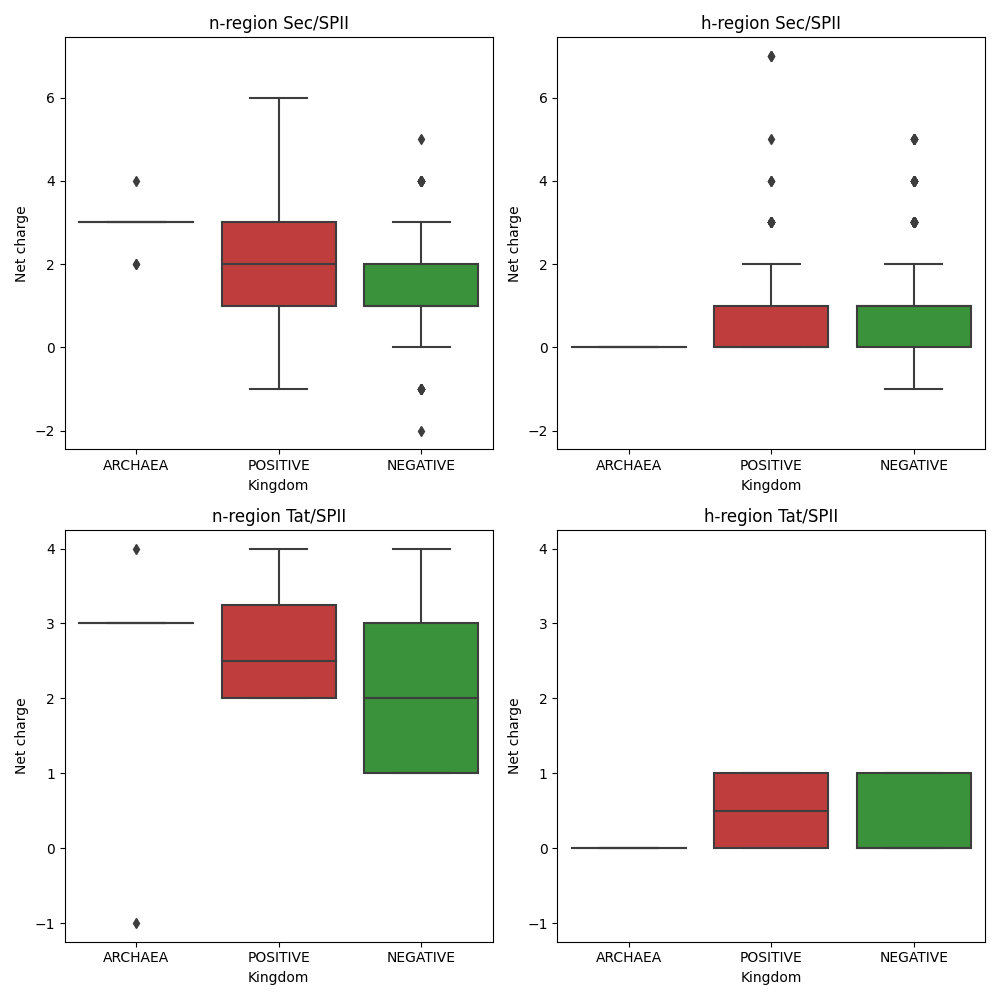 n-region Sec/SPII
Net charge
6
4
2
0
−2
ARCHAEA POSITIVE NEGATIVE
Kingdom
h-region Sec/SPII
Net charge
6
4
2
0
−2
ARCHAEA POSITIVE NEGATIVE
Kingdom
n-region Tat/SPII
Net charge
4
3
2
1
0
−1
ARCHAEA POSITIVE NEGATIVE
Kingdom
h-region Tat/SPII
Net charge
4
3
2
1
0
−1
ARCHAEA POSITIVE NEGATIVE
Kingdom